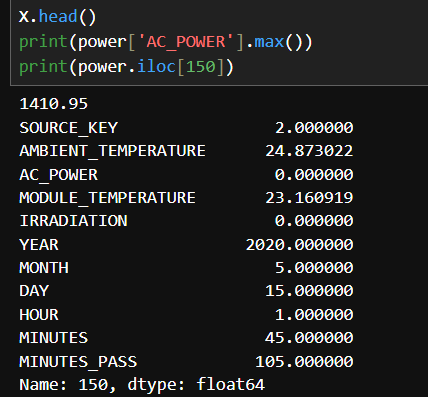 X.head()
print(power['AC_POWER'].max())
print(power.iloc[150])
1410.95
SOURCE_KEY 2.000000
AMBIENT_TEMPERATURE 24.873022
AC_POWER 0.000000
MODULE_TEMPERATURE 23.160919
IRRADIATION 0.000000
YEAR 2020.000000
MONTH 5.000000
DAY 15.000000
HOUR 1.000000
MINUTES 45.000000
MINUTES_PASS 105.000000
Name: 150, dtype: float64